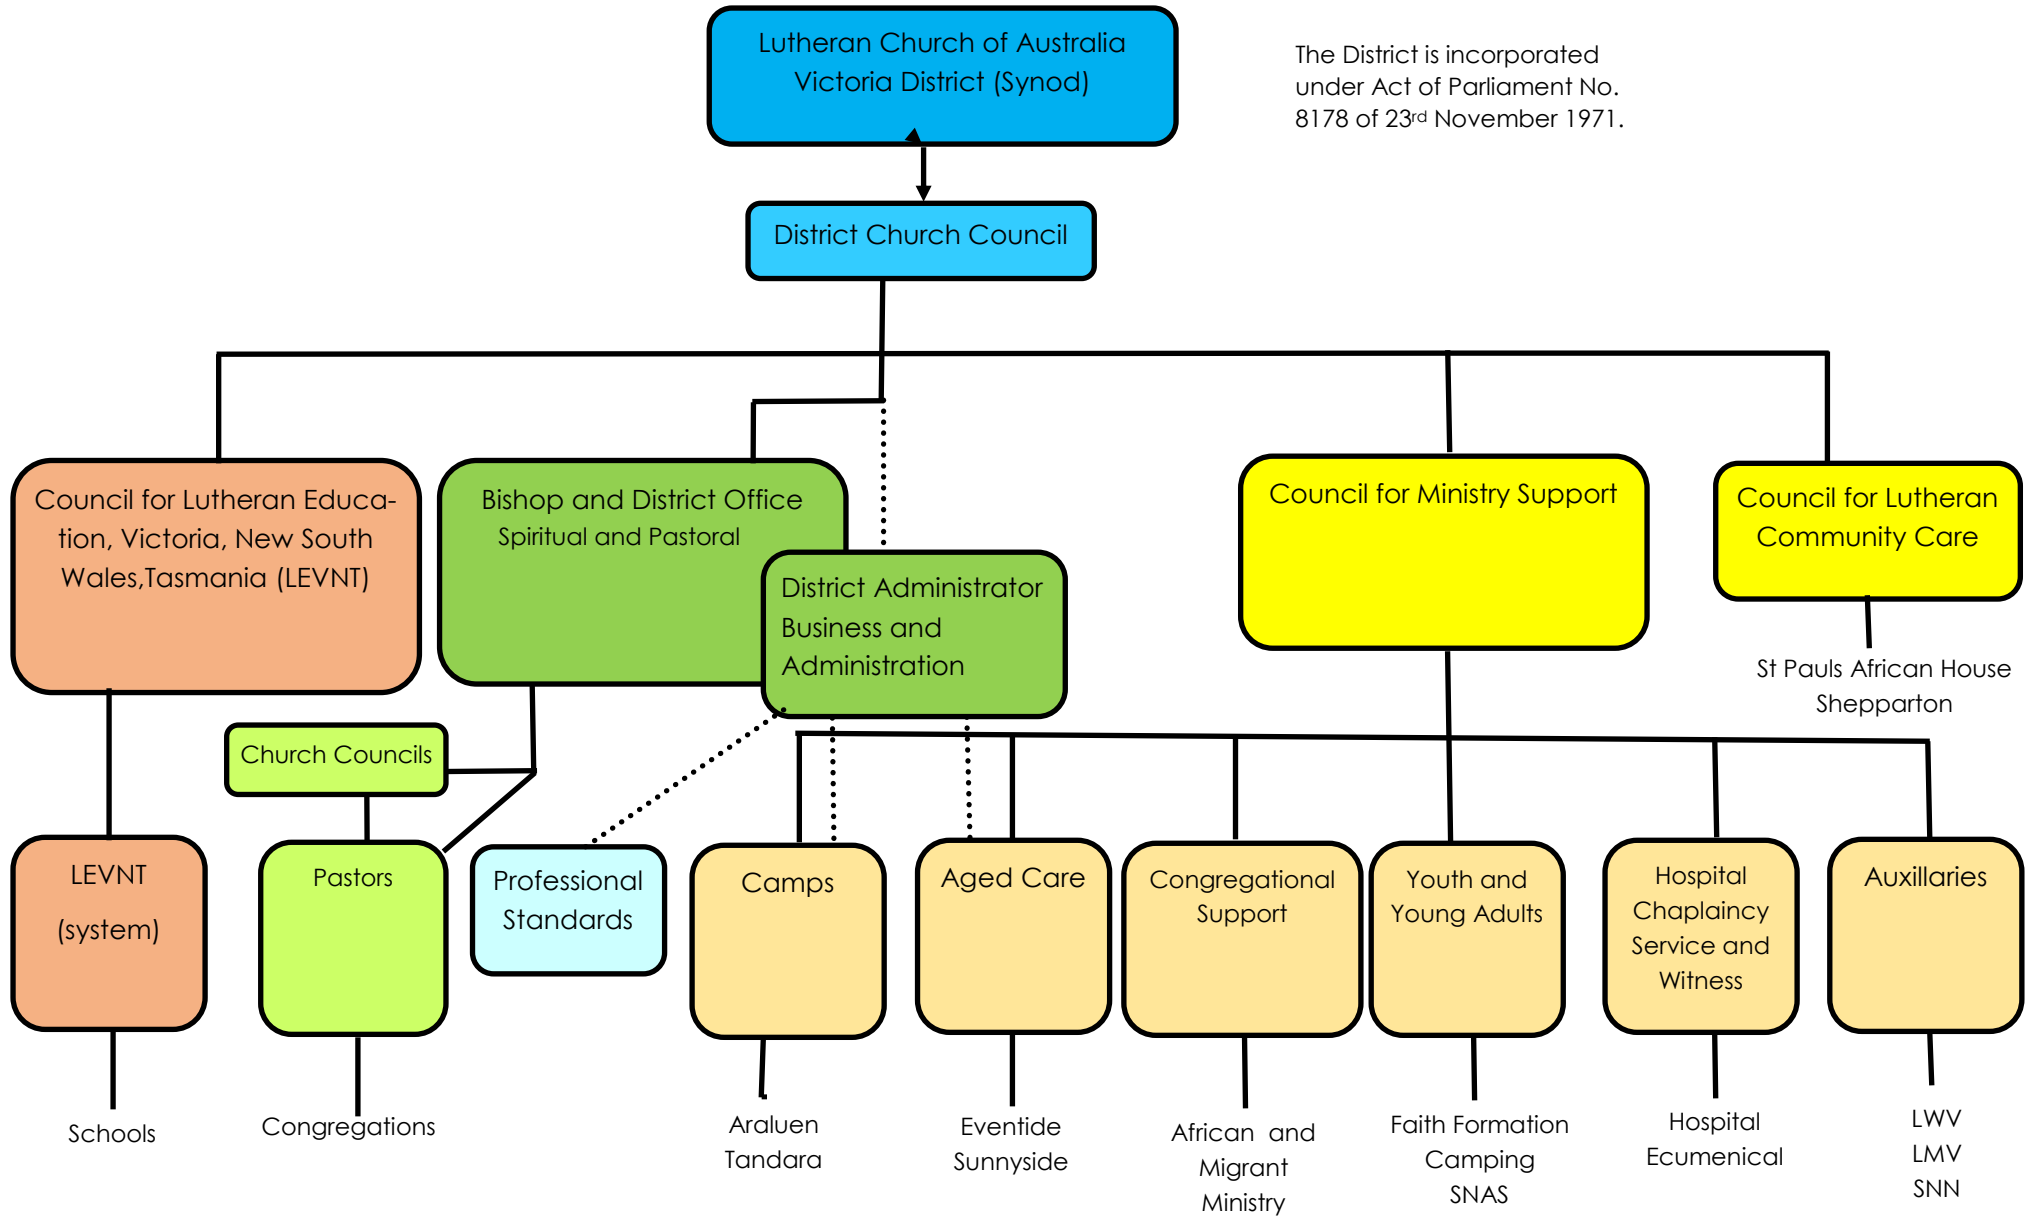 Lutheran Church of Australia
Victoria District (Synod)
The District is incorporated
under Act of Parliament No.
8178 of 23rd November 1971.
District Church Council
Council for Lutheran Educa-
tion, Victoria, New South
Wales,Tasmania (LEVNT)
Bishop and District Office
Spiritual and Pastoral
District Administrator
Business and
Administration
Council for Ministry Support
Council for Lutheran
Community Care
St Pauls African House
Shepparton
Church Councils
LEVNT
(system)
Pastors
Professional
Standards
Camps
Aged Care
Congregational
Support
Youth and
Young Adults
Hospital
Chaplaincy
Service and
Witness
Auxillaries
Schools
Congregations
Araluen
Tandara
Eventide
Sunnyside
African  and
Migrant
Ministry
Faith Formation
Camping
SNAS
Hospital
Ecumenical
LWV
LMV
SNN